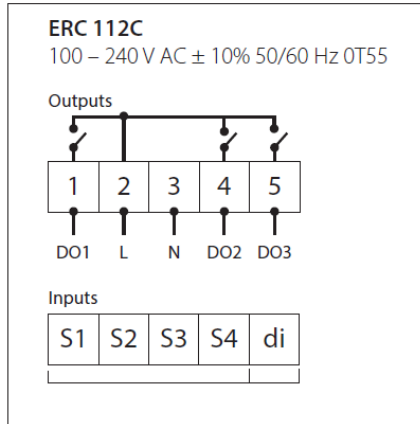 ERC 112C
100 – 240 V AC ± 10% 50/60 Hz 0T55
Outputs
1 2 3 4 5
DO1 L N DO2 DO3
Inputs
S1 S2 S3 S4 di